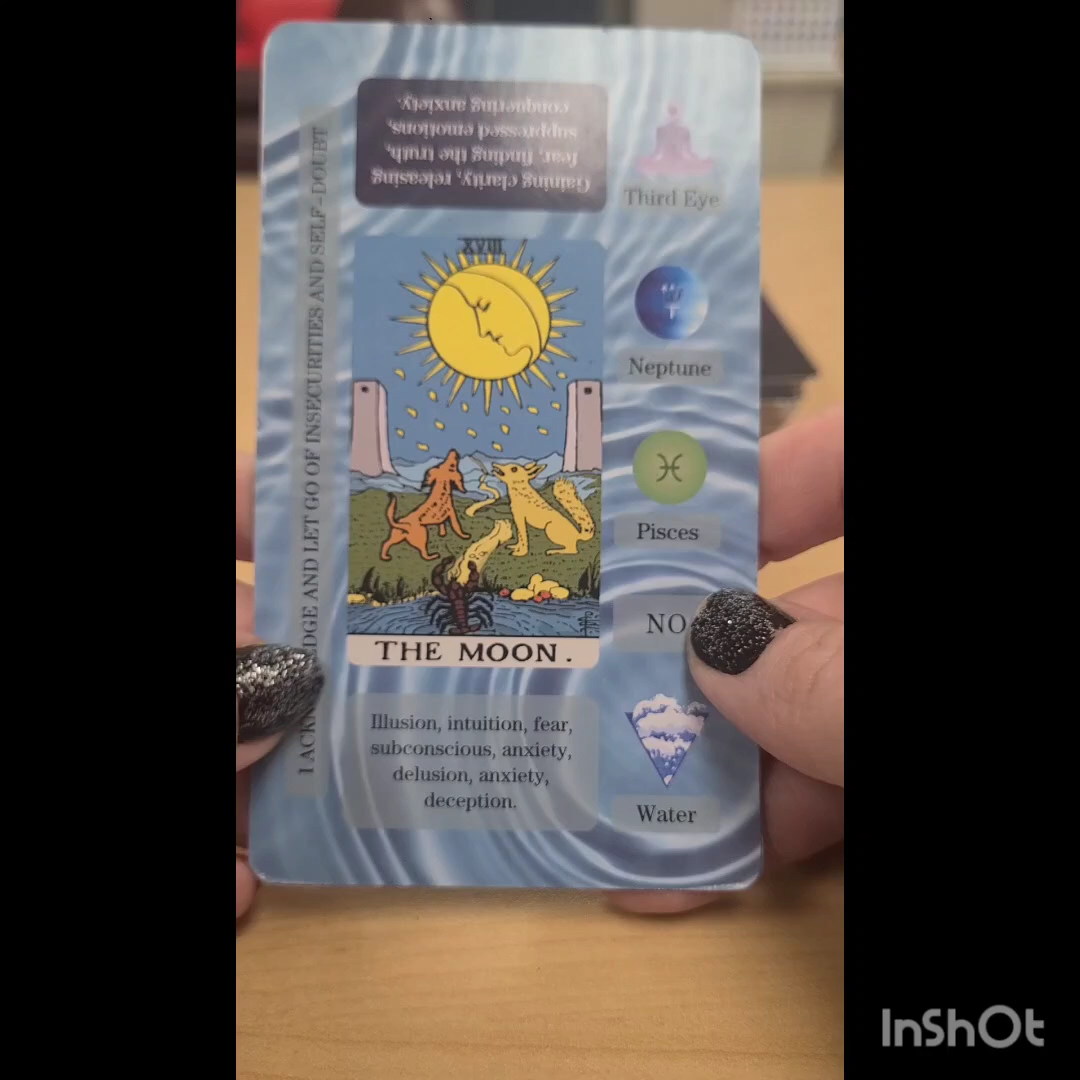 Gaining clarity, releasing
fear, finding the truth,
suppressed emotions,
conquering anxiety.
Third Eye
I ACKN DGE AND LET GO OF INSECURITIES AND SELF-DOUBT
XVIII
Neptune
Pisces
NO
THE MOON.
Illusion, intuition, fear,
subconscious, anxiety,
delusion, anxiety,
deception.
Water
InShOt